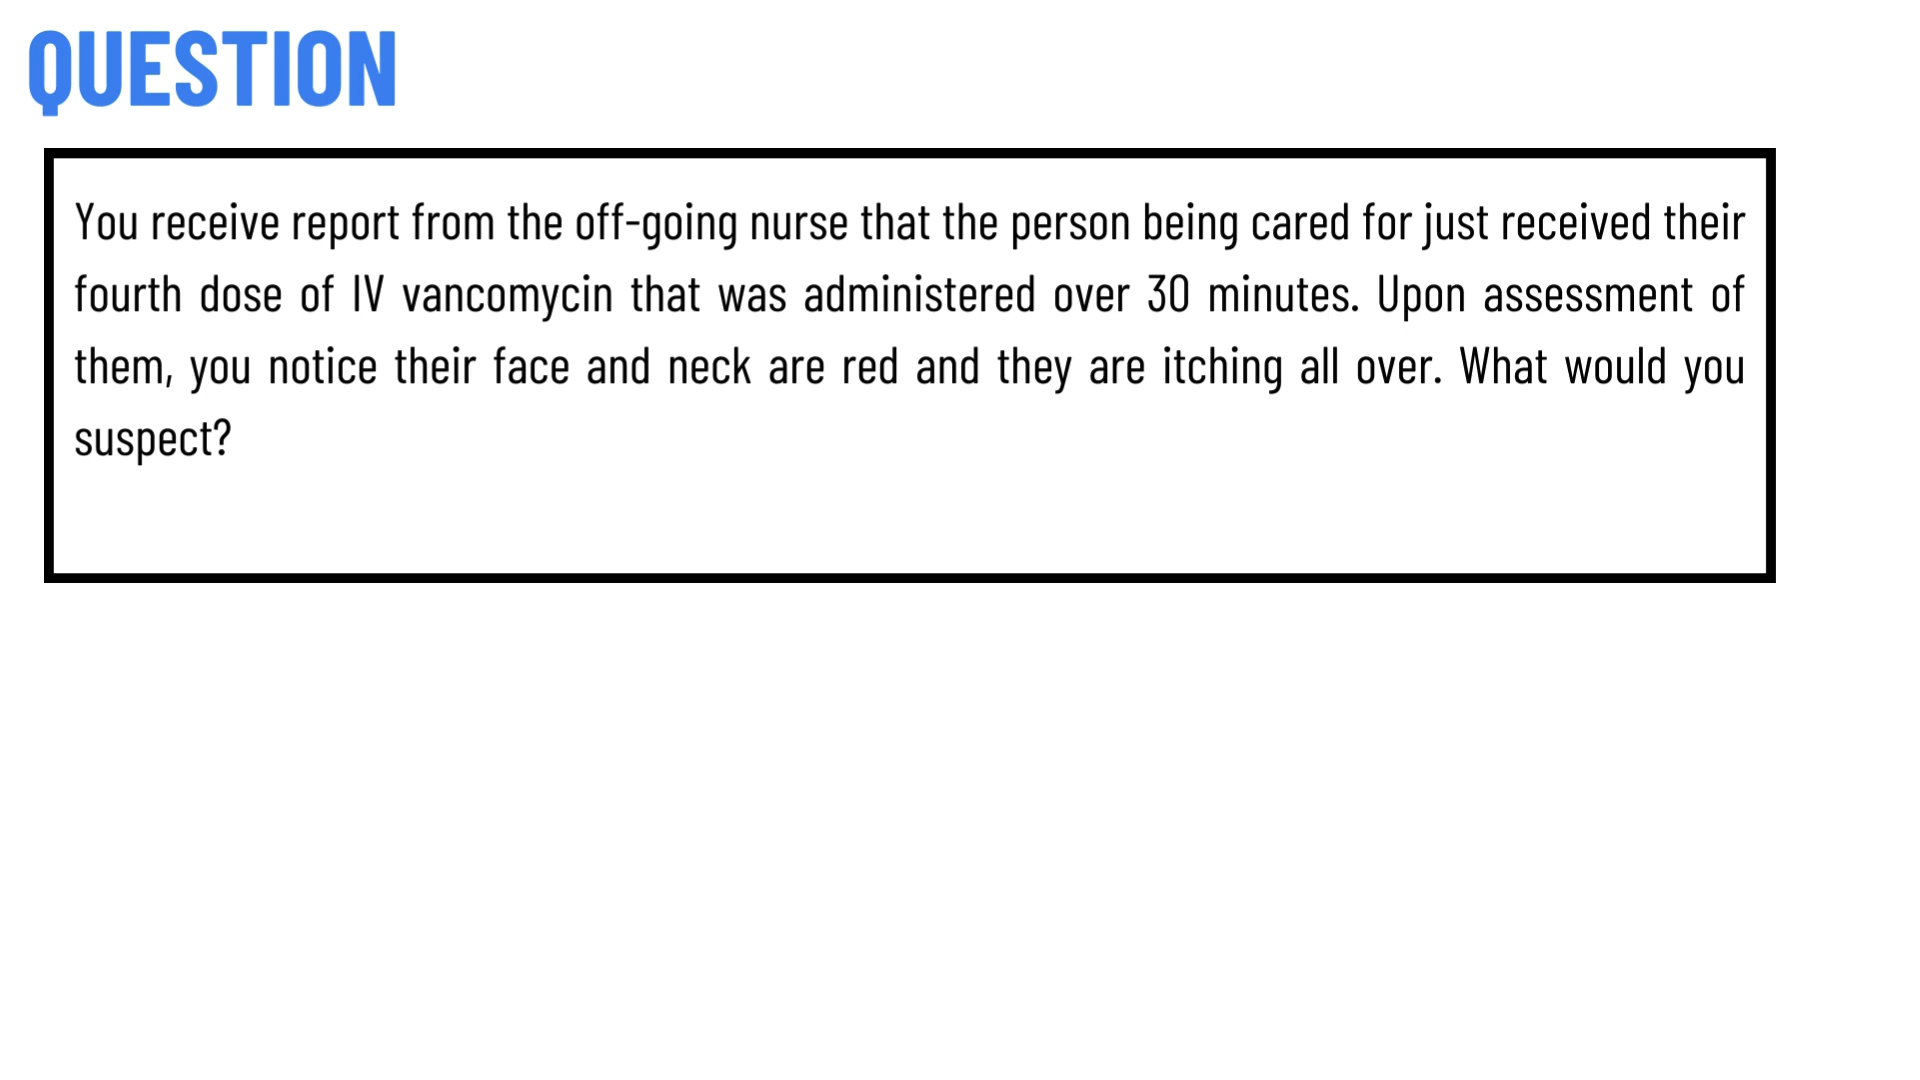 QUESTION
You receive report from the off-going nurse that the person being cared for just received their
fourth dose of IV vancomycin that was administered over 30 minutes. Upon assessment of
them, you notice their face and neck are red and they are itching all over. What would you
suspect?